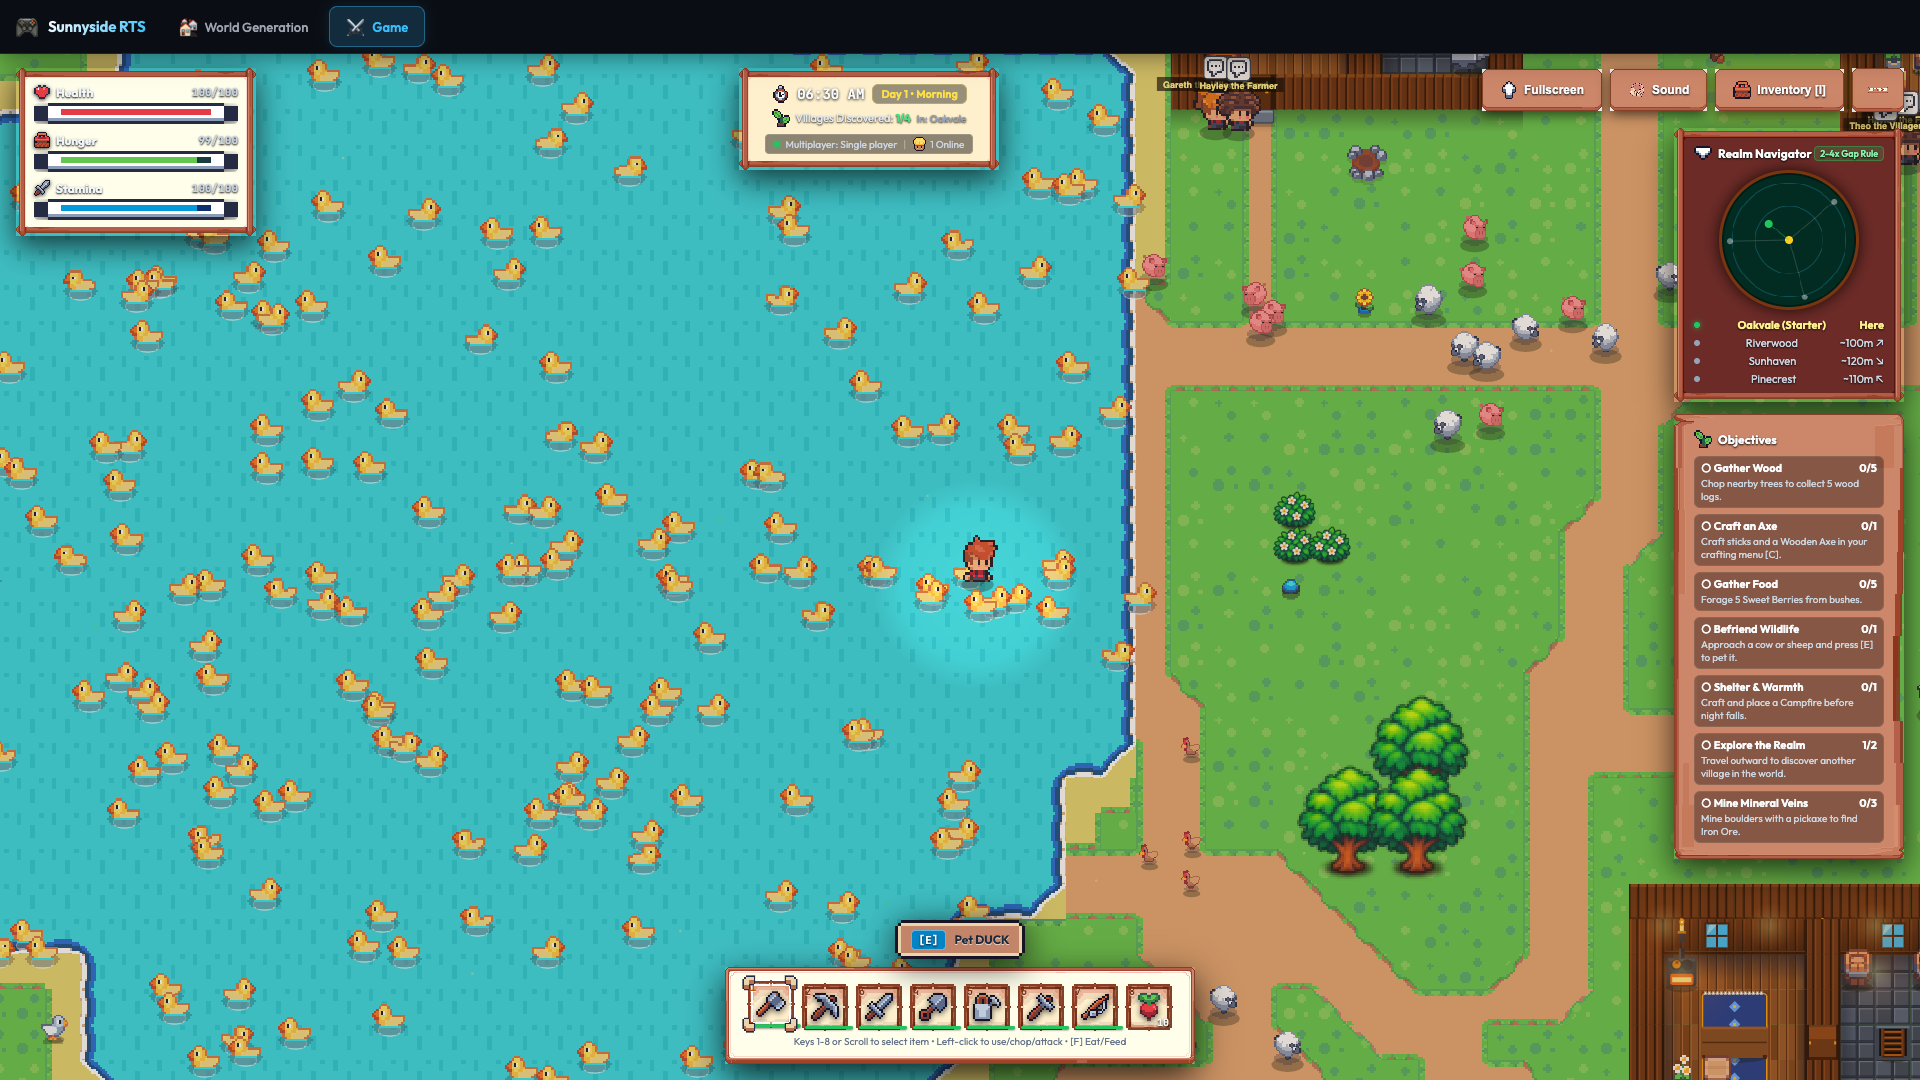 Sunnyside RTS
World Generation
Game
Health 100/100
Hunger 99/100
Stamina 100/100
06:30 AM Day 1 • Morning
Villages Discovered: 1/4 In: Oakvale
Multiplayer: Single player | 1 Online
Gareth
Hayley the Farmer
Fullscreen
Sound
Inventory [I]
Theo the Villager
Realm Navigator 2-4x Gap Rule
Oakvale (Starter) Here
Riverwood ~100m ↗
Sunhaven ~120m ↘
Pinecrest ~110m ↖
Objectives
Gather Wood 0/5
Chop nearby trees to collect 5 wood
logs.
Craft an Axe 0/1
Craft sticks and a Wooden Axe in your
crafting menu [C].
Gather Food 0/5
Forage 5 Sweet Berries from bushes.
Befriend Wildlife 0/1
Approach a cow or sheep and press [E]
to pet it.
Shelter & Warmth 0/1
Craft and place a Campfire before
night falls.
Explore the Realm 1/2
Travel outward to discover another
village in the world.
Mine Mineral Veins 0/3
Mine boulders with a pickaxe to find
Iron Ore.
[E] Pet DUCK
10
Keys 1-8 or Scroll to select item • Left-click to use/chop/attack • [F] Eat/Feed